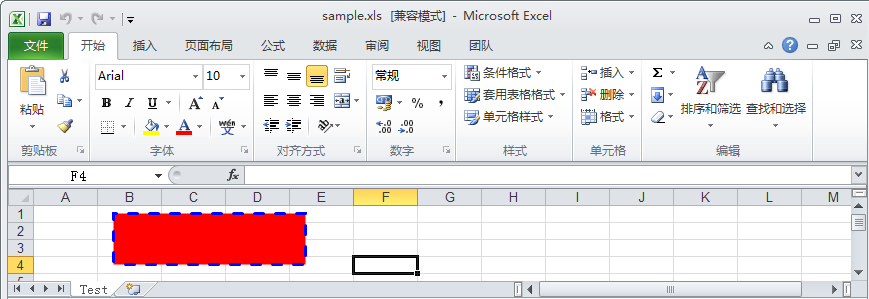 sample.xls [兼容模式] - Microsoft Excel
文件 开始 插入 页面布局 公式 数据 审阅 视图 团队
粘贴 Arial 10 常规 条件格式 插入 Σ 排序和筛选 查找和选择
B I U A A % , 套用表格格式 删除
A wén 文 .00 .0 单元格样式 格式
剪贴板 字体 对齐方式 数字 样式 单元格 编辑
F4 fx
A B C D E F G H I J K L M
1
2
3
4
Test